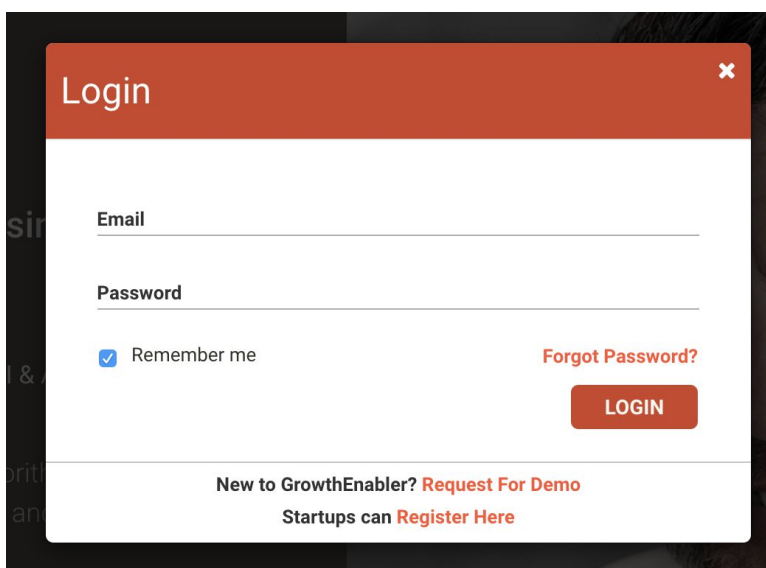 Login
Email
Password
Remember me
Forgot Password?
LOGIN
New to GrowthEnabler? Request For Demo
Startups can Register Here